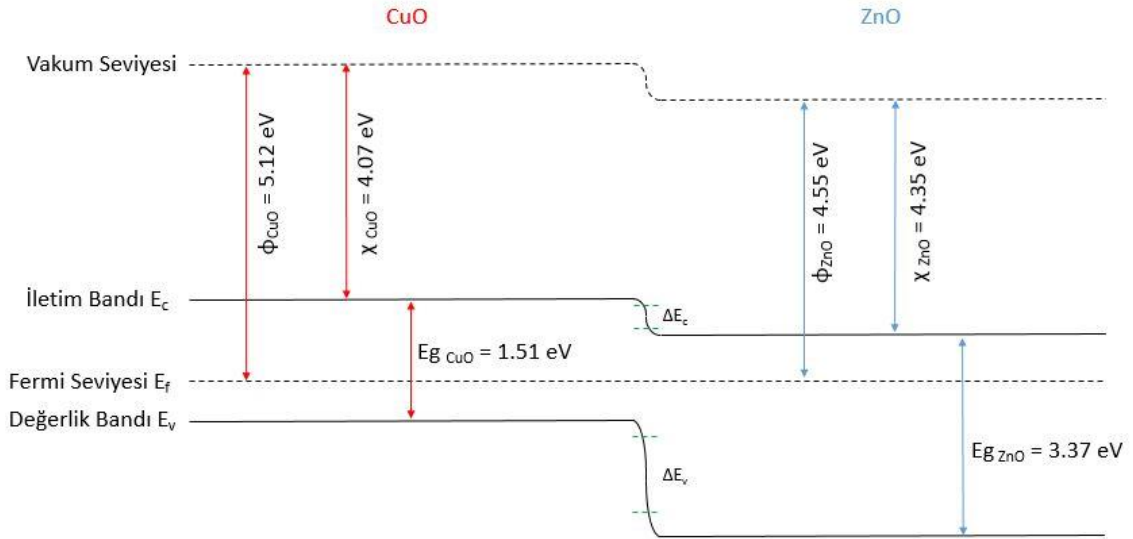 CuO
ZnO
Vakum Seviyesi
ϕCuO = 5.12 eV
χ CuO = 4.07 eV
ϕZnO = 4.55 eV
χ ZnO = 4.35 eV
İletim Bandı Ec
ΔEc
Eg CuO = 1.51 eV
Fermi Seviyesi Ef
Değerlik Bandı Ev
Eg ZnO = 3.37 eV
ΔEv